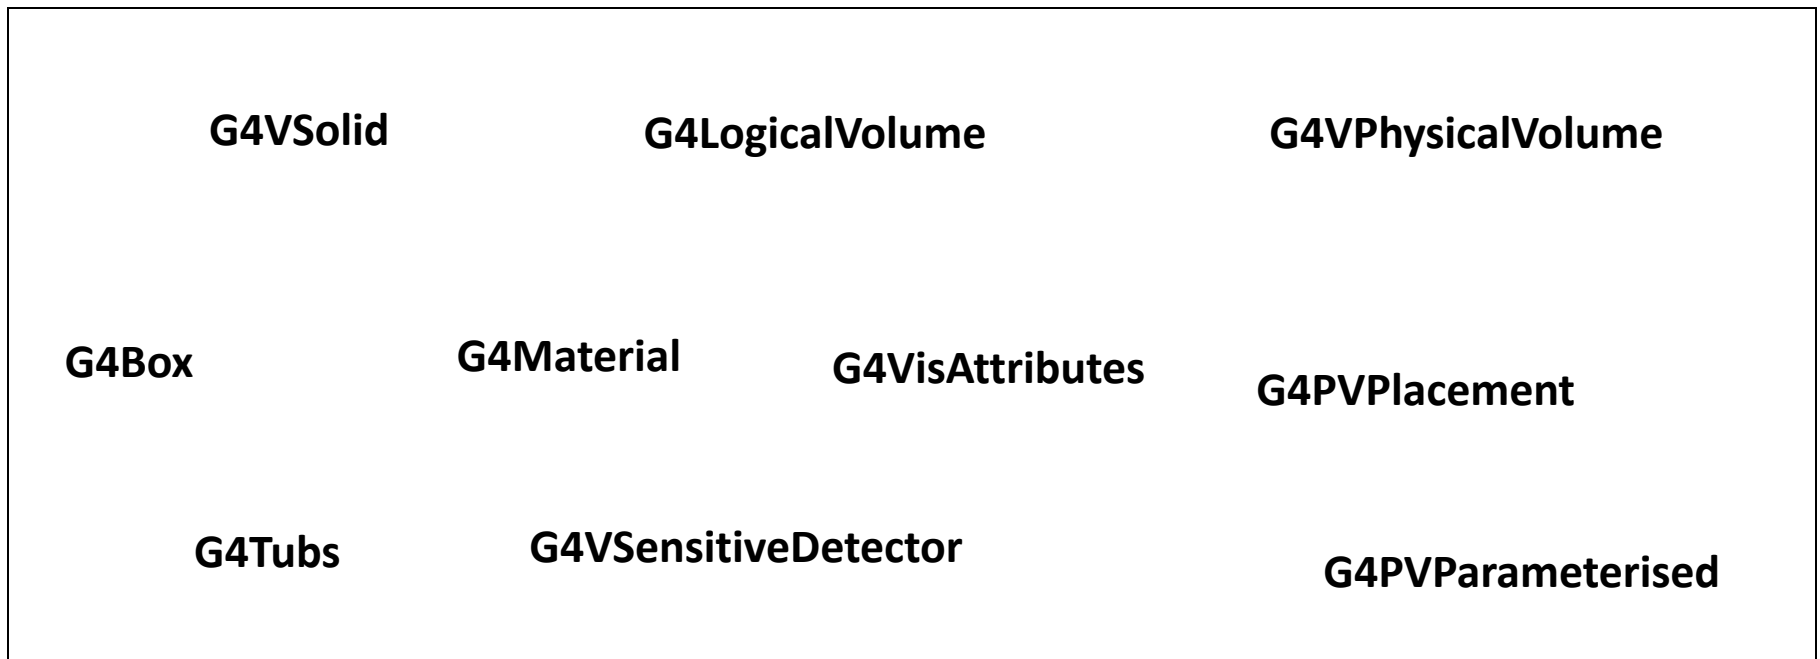 G4VSolid
G4LogicalVolume
G4VPhysicalVolume
G4Box
G4Material
G4VisAttributes
G4PVPlacement
G4Tubs
G4VSensitiveDetector
G4PVParameterised